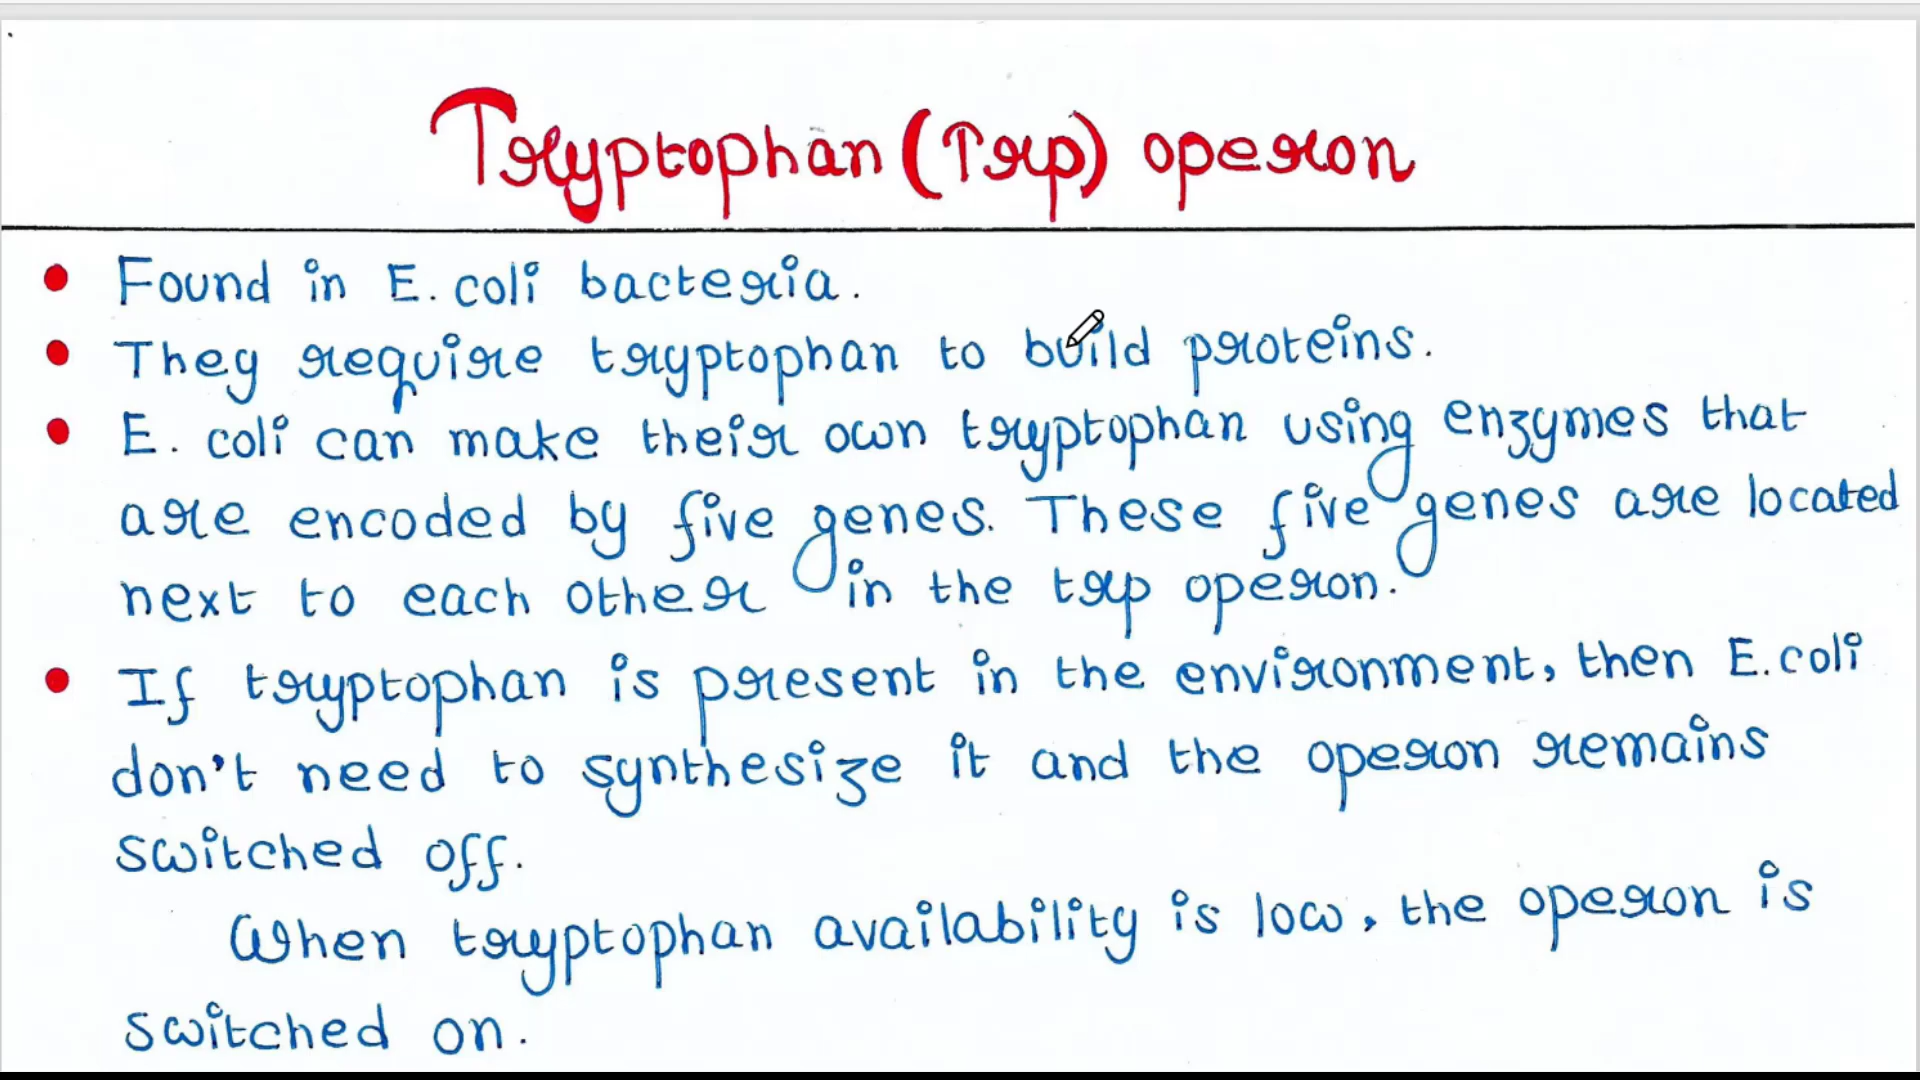 Tryptophan (Trp) operon
Found in E. coli bacteria.
They require tryptophan to build proteins.
E. coli can make their own tryptophan using enzymes that
are encoded by five genes. These five genes are located
next to each other in the trp operon.
If tryptophan is present in the environment, then E.coli
don't need to synthesize it and the operon remains
switched off.
When tryptophan availability is low, the operon is
switched on.